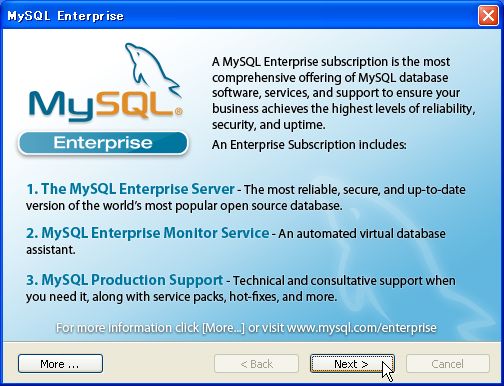 MySQL Enterprise
MySQL®
Enterprise
A MySQL Enterprise subscription is the most
comprehensive offering of MySQL database
software, services, and support to ensure your
business achieves the highest levels of reliability,
security, and uptime.
An Enterprise Subscription includes:
1. The MySQL Enterprise Server - The most reliable, secure, and up-to-date
version of the world's most popular open source database.
2. MySQL Enterprise Monitor Service - An automated virtual database
assistant.
3. MySQL Production Support - Technical and consultative support when
you need it, along with service packs, hot-fixes, and more.
For more information click [More...] or visit www.mysql.com/enterprise
More ...
< Back
Next >
Cancel